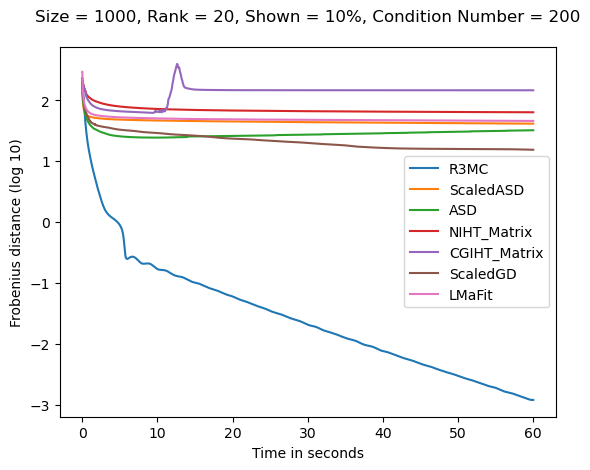 Size = 1000, Rank = 20, Shown = 10%, Condition Number = 200
Frobenius distance (log 10)
2
1
0
−1
−2
−3
R3MC
ScaledASD
ASD
NIHT_Matrix
CGIHT_Matrix
ScaledGD
LMaFit
0 10 20 30 40 50 60
Time in seconds